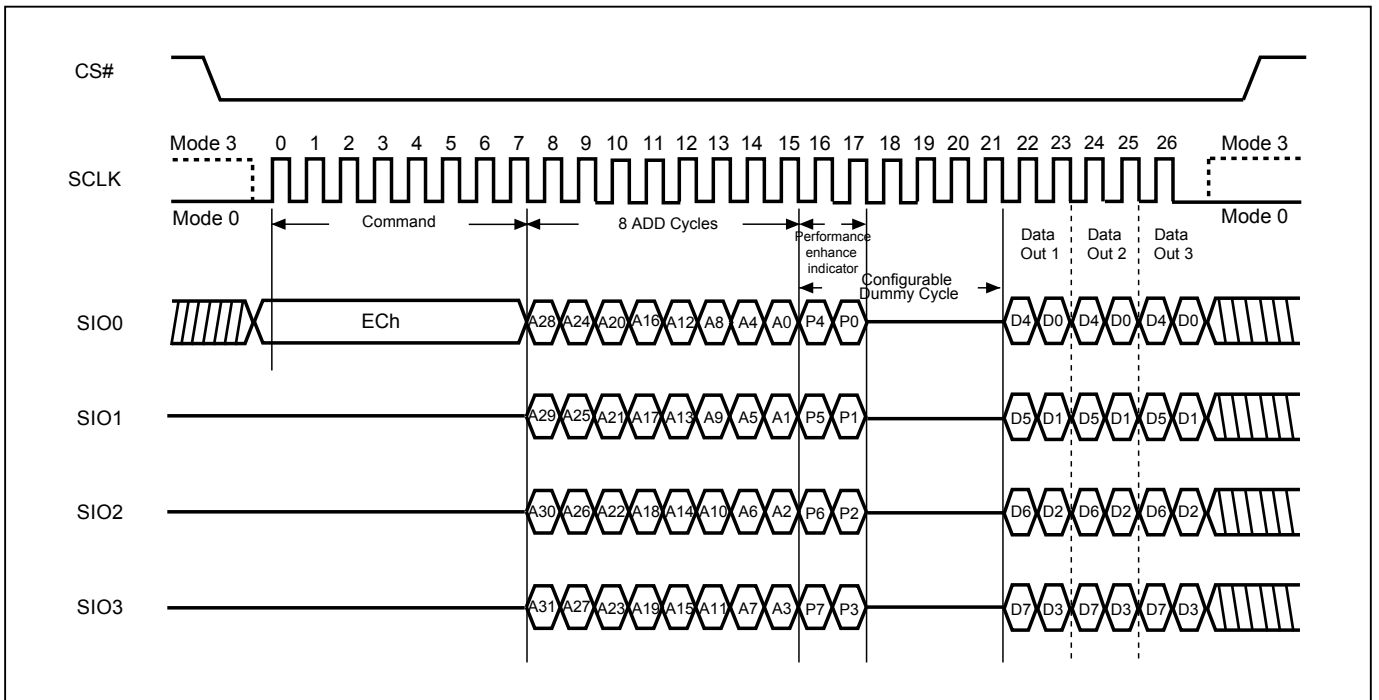 CS#
Mode 3 0 1 2 3 4 5 6 7 8 9 10 11 12 13 14 15 16 17 18 19 20 21 22 23 24 25 26 Mode 3
SCLK
Mode 0 Mode 0
Command 8 ADD Cycles
Performance
enhance
indicator
Data
Out 1
Data
Out 2
Data
Out 3
Configurable
Dummy Cycle
SIO0 ECh A28 A24 A20 A16 A12 A8 A4 A0 P4 P0 D4 D0 D4 D0 D4 D0
SIO1 A29 A25 A21 A17 A13 A9 A5 A1 P5 P1 D5 D1 D5 D1 D5 D1
SIO2 A30 A26 A22 A18 A14 A10 A6 A2 P6 P2 D6 D2 D6 D2 D6 D2
SIO3 A31 A27 A23 A19 A15 A11 A7 A3 P7 P3 D7 D3 D7 D3 D7 D3